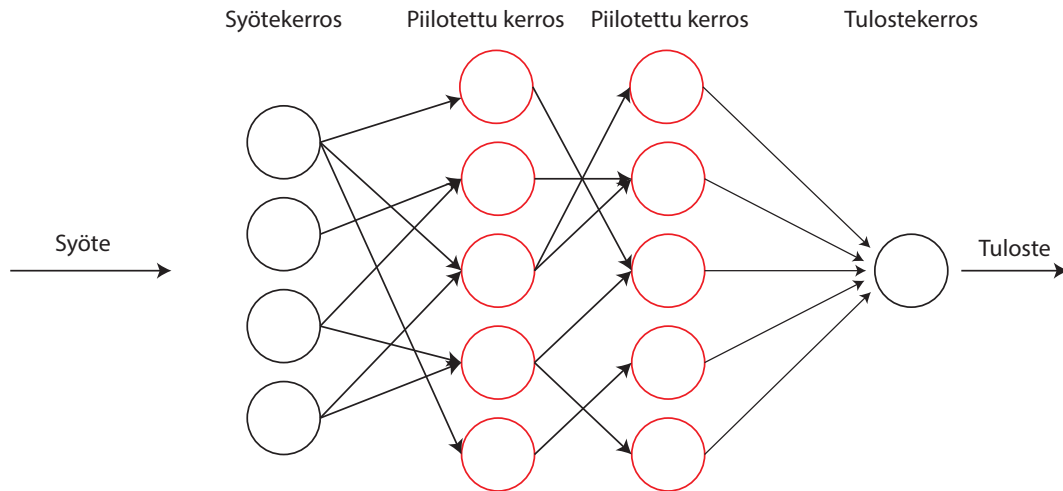 Syötekerros
Piilotettu kerros
Piilotettu kerros
Tulostekerros
Syöte
Tuloste